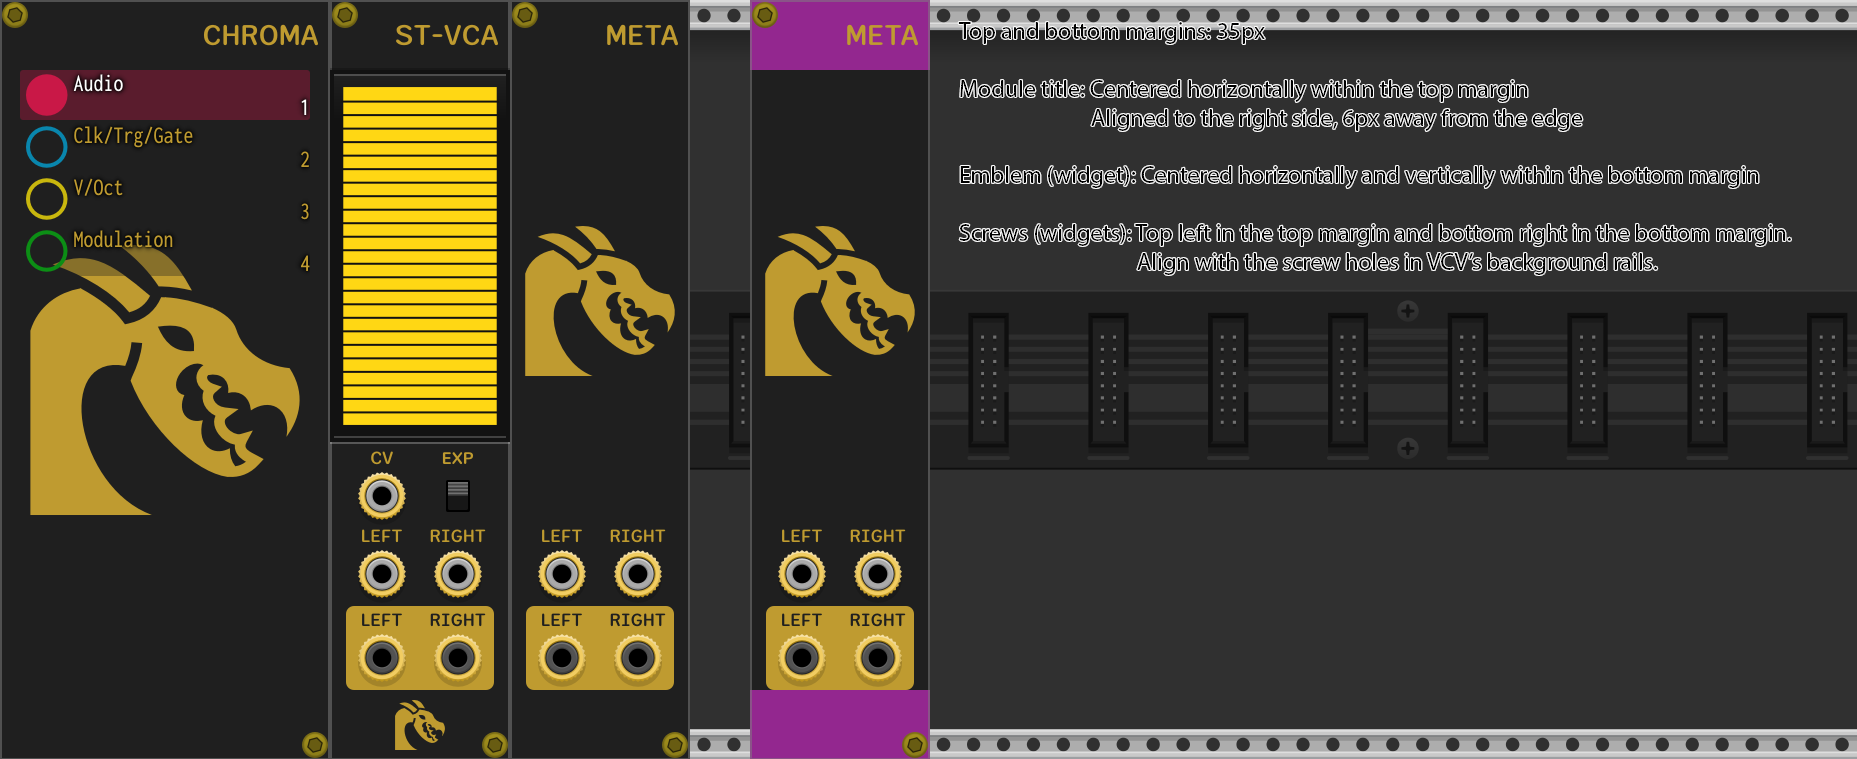 CHROMA
Audio
1
Clk/Trg/Gate
2
V/Oct
3
Modulation
4
ST-VCA
CV EXP
LEFT RIGHT
LEFT RIGHT
META
LEFT RIGHT
LEFT RIGHT
META
LEFT RIGHT
LEFT RIGHT
Top and bottom margins: 35px
Module title: Centered horizontally within the top margin
Aligned to the right side, 6px away from the edge
Emblem (widget): Centered horizontally and vertically within the bottom margin
Screws (widgets): Top left in the top margin and bottom right in the bottom margin.
Align with the screw holes in VCV's background rails.